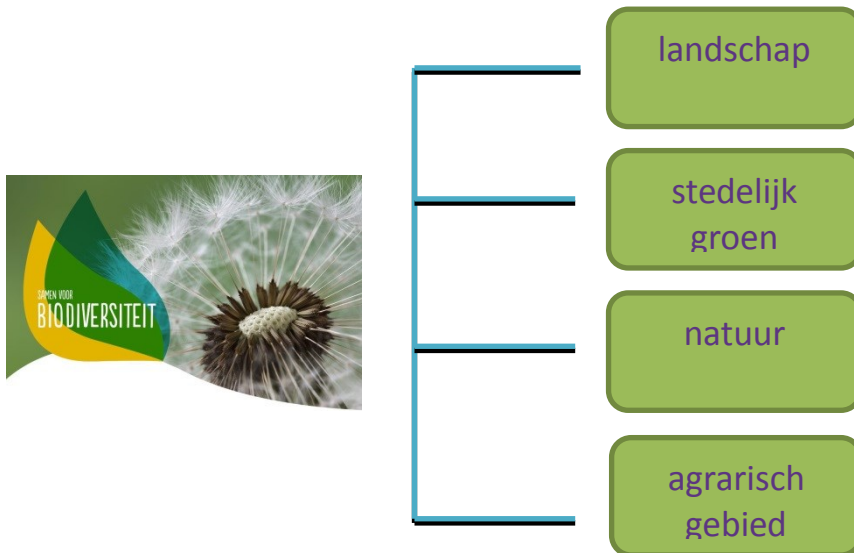 SAMEN VOOR
BIODIVERSITEIT
landschap
stedelijk
groen
natuur
agrarisch
gebied